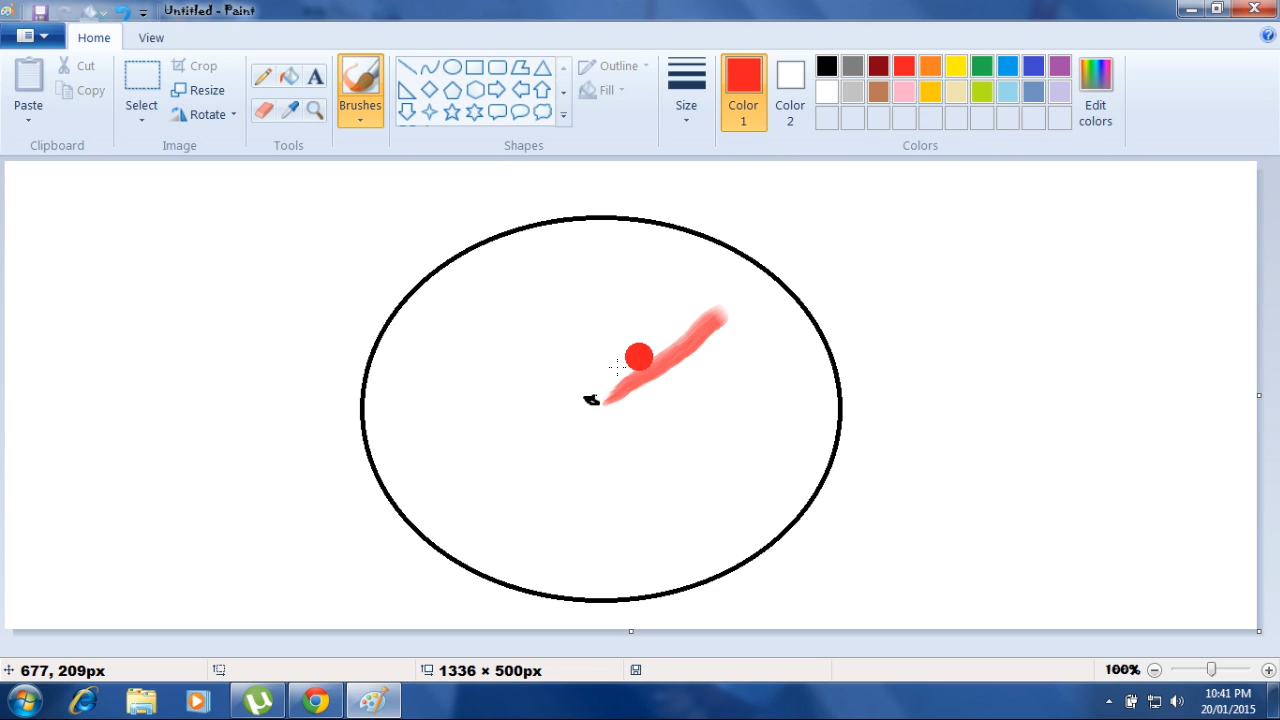 Untitled - Paint
Home
View
Paste
Cut
Copy
Clipboard
Select
Crop
Resize
Rotate
Image
A
Tools
Brushes
Outline
Fill
Shapes
Size
Color
1
Color
2
Edit
colors
Colors
677, 209px
1336 × 500px
100%
10:41 PM
20/01/2015